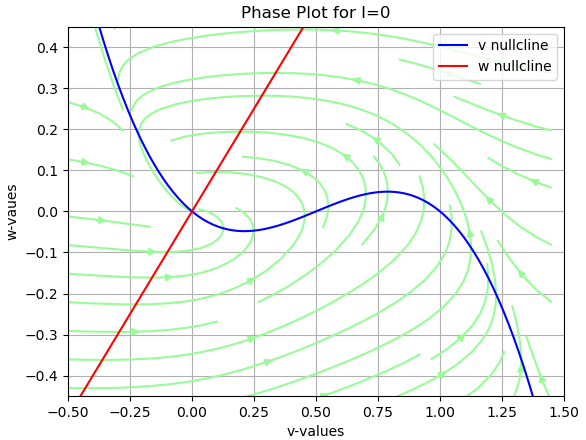 Phase Plot for I=0
v nullcline
w nullcline
0.4
0.3
0.2
0.1
0.0
−0.1
−0.2
−0.3
−0.4
w-vaues
−0.50 −0.25 0.00 0.25 0.50 0.75 1.00 1.25 1.50
v-values